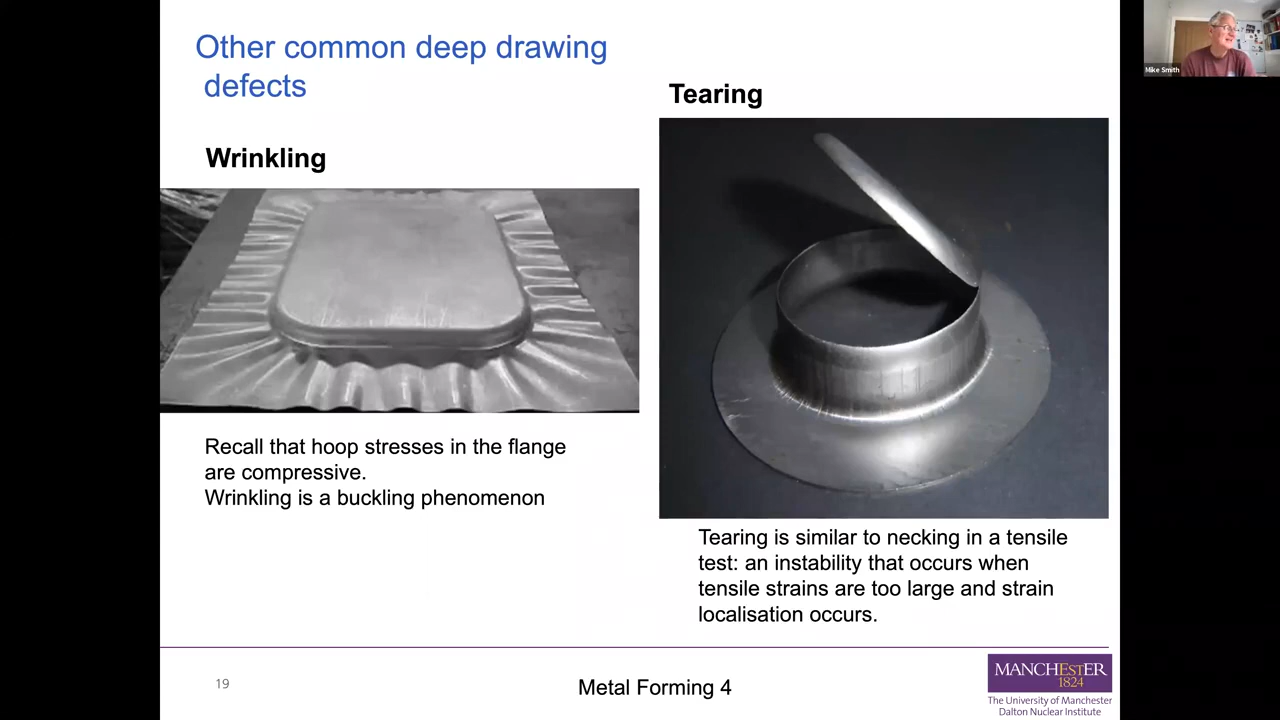 Other common deep drawing
defects
Wrinkling
Recall that hoop stresses in the flange
are compressive.
Wrinkling is a buckling phenomenon
Tearing
Tearing is similar to necking in a tensile
test: an instability that occurs when
tensile strains are too large and strain
localisation occurs.
19
Metal Forming 4
MANCHESTER
1824
The University of Manchester
Dalton Nuclear Institute
Mike Smith